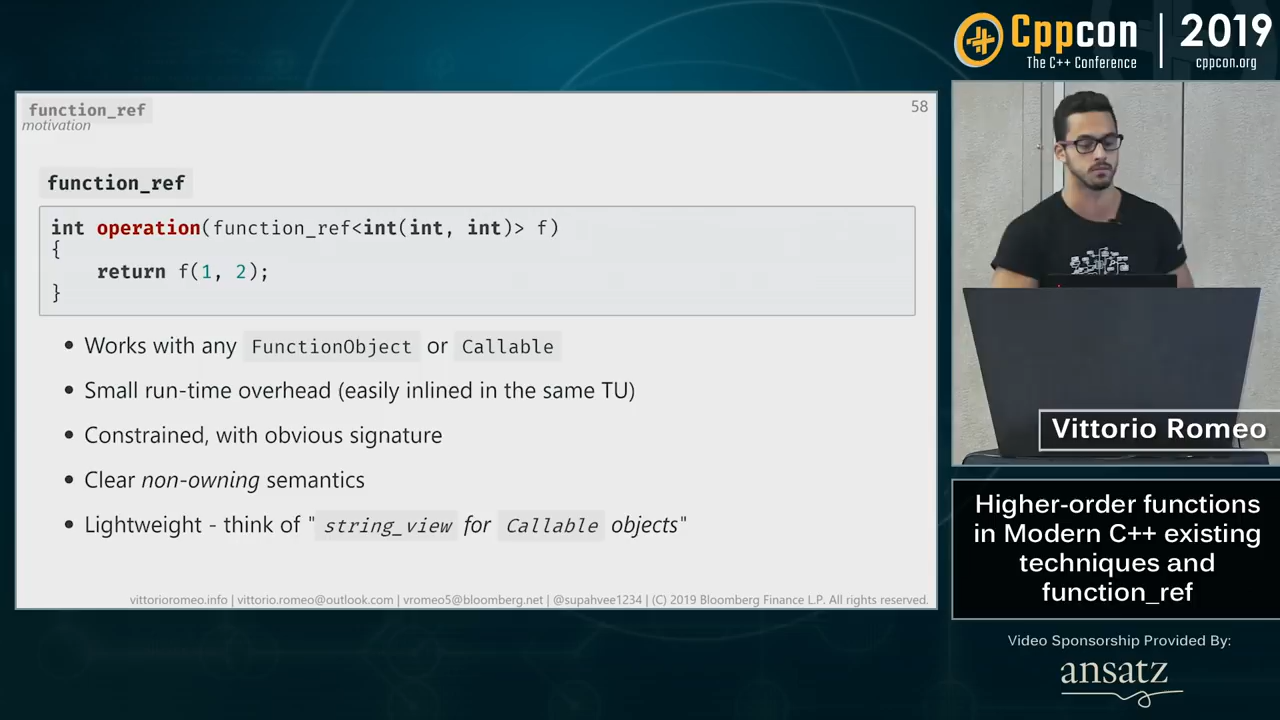 Cppcon | 2019
The C++ Conference
cppcon.org
function_ref
motivation
58
function_ref
int operation(function_ref<int(int, int)> f)
{
    return f(1, 2);
}
• Works with any FunctionObject or Callable
• Small run-time overhead (easily inlined in the same TU)
• Constrained, with obvious signature
• Clear non-owning semantics
• Lightweight - think of "string_view for Callable objects"
vittorioromeo.info | vittorio.romeo@outlook.com | vromeo5@bloomberg.net | @supahvee1234 | (C) 2019 Bloomberg Finance L.P. All rights reserved.
Vittorio Romeo
Higher-order functions
in Modern C++ existing
techniques and
function_ref
Video Sponsorship Provided By:
ansatz